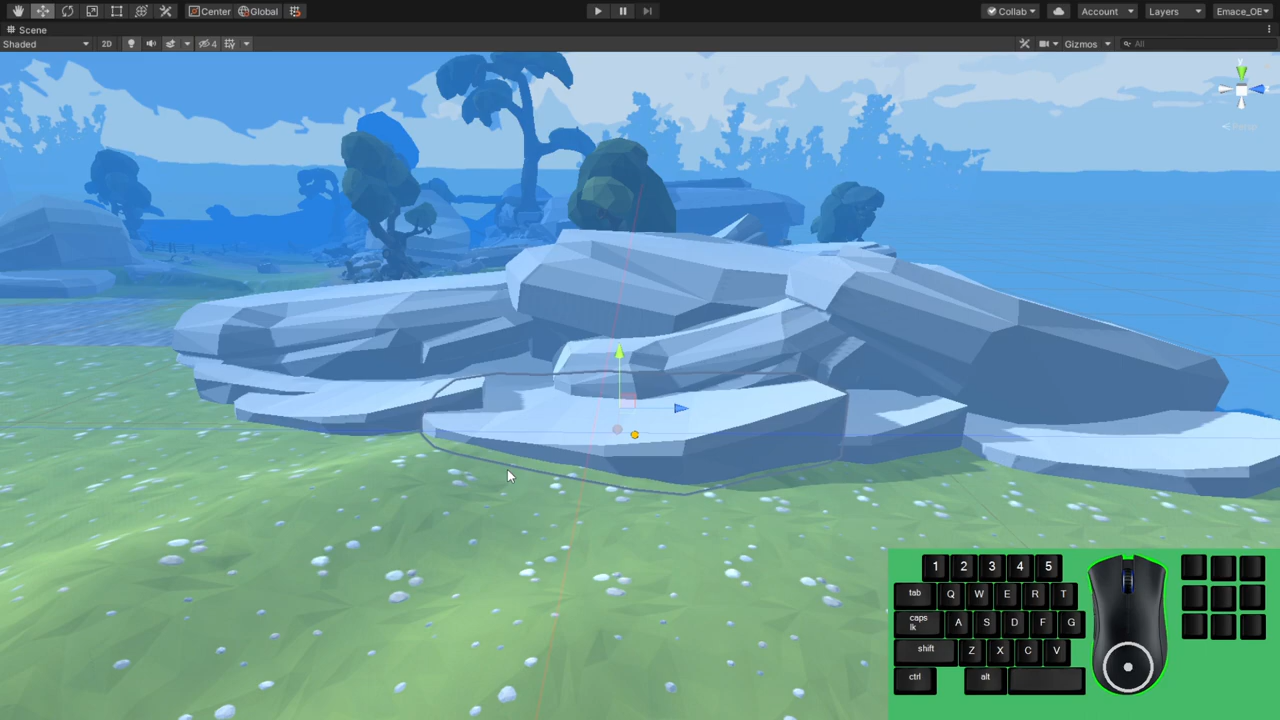 Center Global Collab Account Layers Emace_OE
Scene
Shaded 2D 4 Gizmos All
y
Persp
1 2 3 4 5
tab Q W E R T
caps lk A S D F G
shift Z X C V
ctrl alt